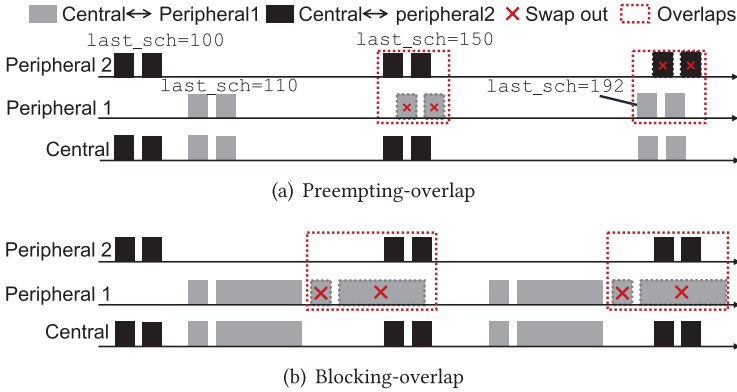 Central↔ Peripheral1 Central↔ peripheral2 Swap out Overlaps
last_sch=100 last_sch=150
Peripheral 2
last_sch=110 last_sch=192
Peripheral 1
Central
(a) Preempting-overlap
Peripheral 2
Peripheral 1
Central
(b) Blocking-overlap